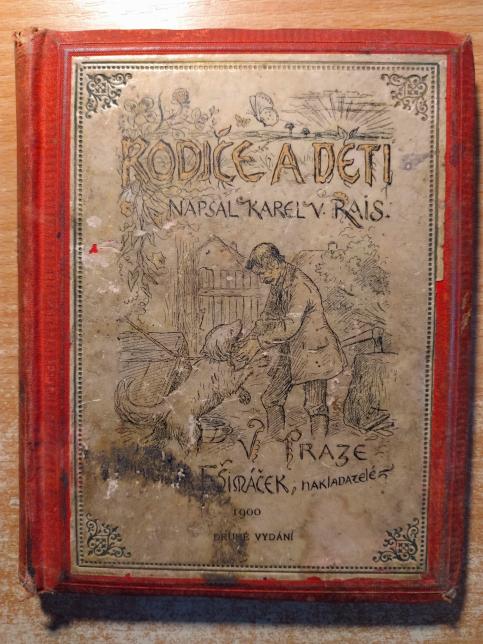 RODIČE A DĚTI
NAPSAL KAREL V. RAIS.
V PRAZE
F. ŠIMÁČEK, NAKLADATEL
1900
DRUHÉ VYDÁNÍ